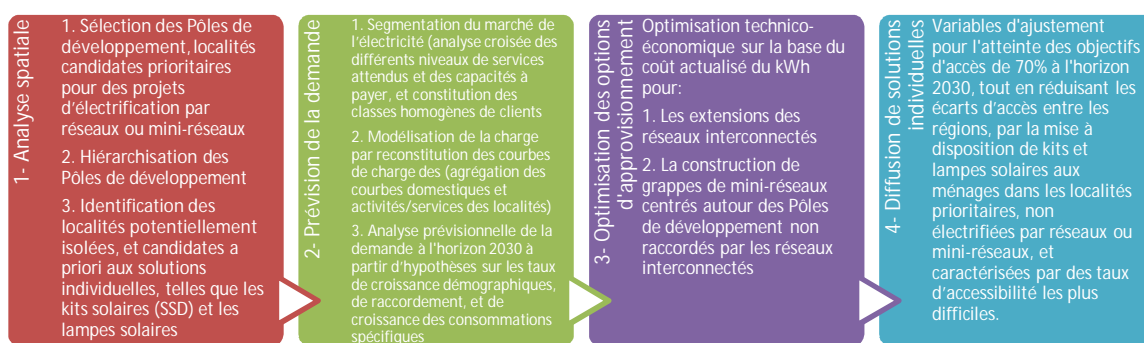 1- Analyse spatiale
1. Sélection des Pôles de
développement, localités
candidates prioritaires
pour des projets
d'électrification par
réseaux ou mini-réseaux
2. Hiérarchisation des
Pôles de développement
3. Identification des
localités potentiellement
isolées, et candidates a
priori aux solutions
individuelles, telles que les
kits solaires (SSD) et les
lampes solaires
2- Prévision de la demande
1. Segmentation du marché de
l'électricité (analyse croisée des
différents niveaux de services
attendus et des capacités à
payer, et constitution des
classes homogènes de clients
2. Modélisation de la charge
par reconstitution des courbes
de charge des (agrégation des
courbes domestiques et
activités/services des localités)
3. Analyse prévisionnelle de la
demande à l'horizon 2030 à
partir d'hypothèses sur les taux
de croissance démographiques,
de raccordement, et de
croissance des consommations
spécifiques
3- Optimisation des options
d'approvisionnement
Optimisation technico-
économique sur la base du
coût actualisé du kWh
pour:
1. Les extensions des
réseaux interconnectés
2. La construction de
grappes de mini-réseaux
centrés autour des Pôles
de développement non
raccordés par les réseaux
interconnectés
4- Diffusion de solutions
individuelles
Variables d'ajustement
pour l'atteinte des objectifs
d'accès de 70% à l'horizon
2030, tout en réduisant les
écarts d'accès entre les
régions, par la mise à
disposition de kits et
lampes solaires aux
ménages dans les localités
prioritaires, non
électrifiées par réseaux ou
mini-réseaux, et
caractérisées par des taux
d'accessibilité les plus
difficiles.